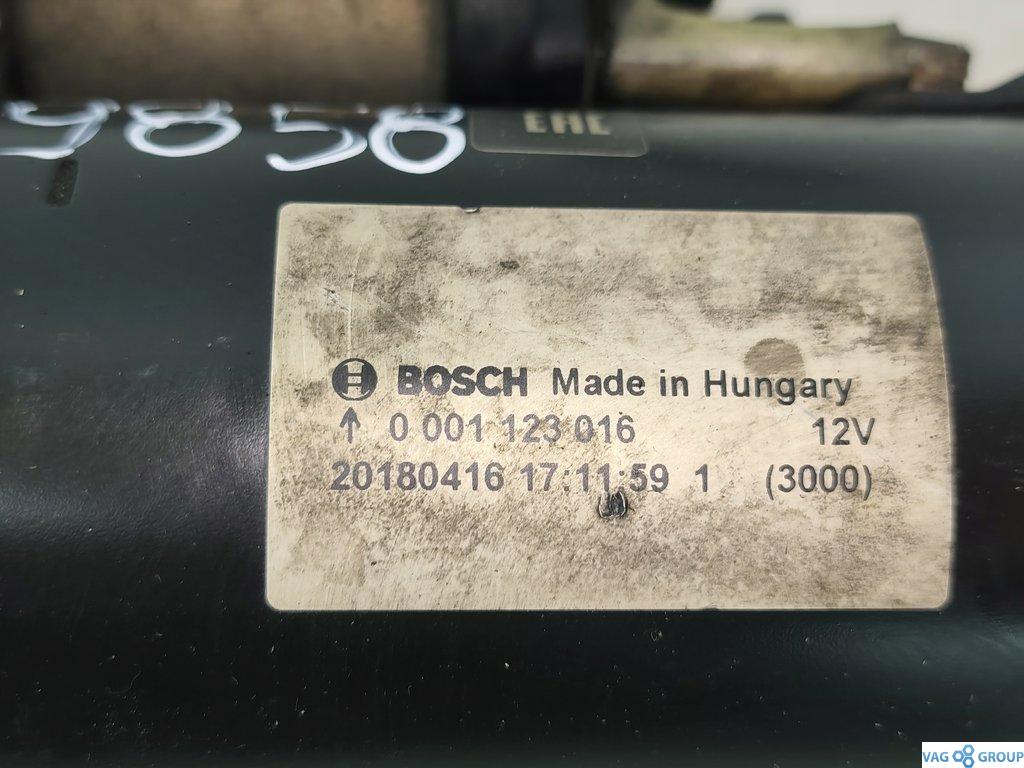 9858
EAC
BOSCH Made in Hungary
↑ 0 001 123 016 12V
20180416 17:11:59 1 (3000)
VAG GROUP